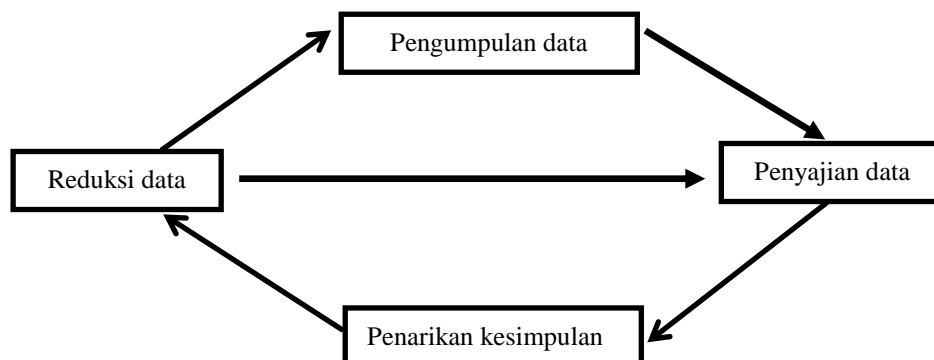 Pengumpulan data
Reduksi data
Penyajian data
Penarikan kesimpulan